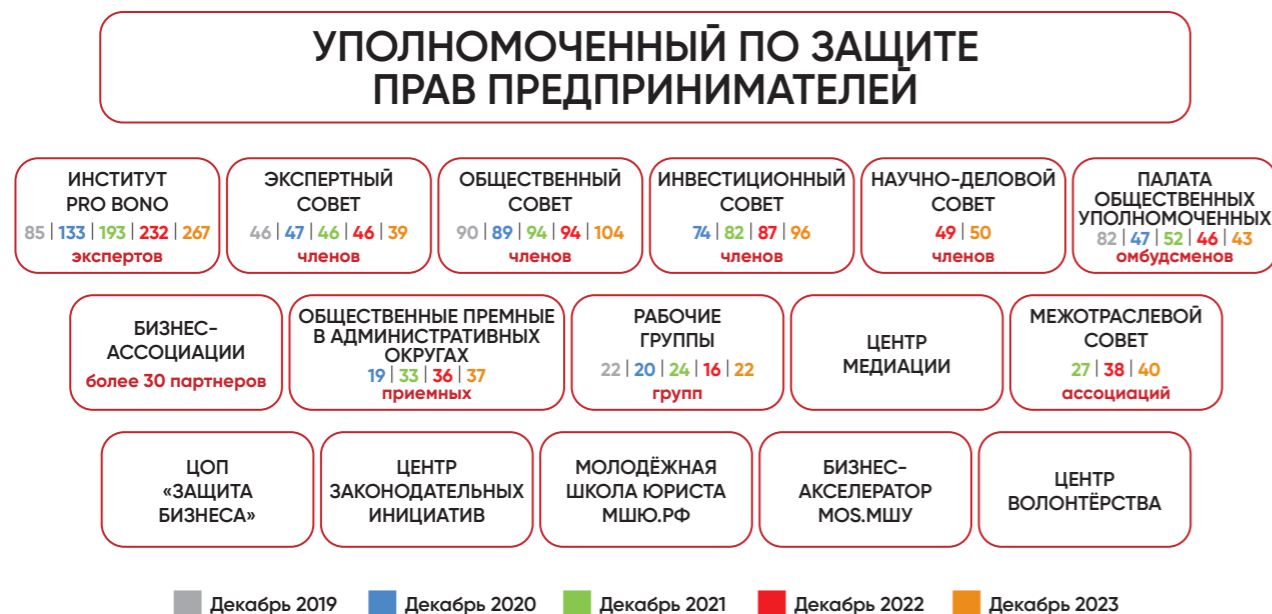 УПОЛНОМОЧЕННЫЙ ПО ЗАЩИТЕ
ПРАВ ПРЕДПРИНИМАТЕЛЕЙ
ИНСТИТУТ
PRO BONO
85 | 133 | 193 | 232 | 267
экспертов
ЭКСПЕРТНЫЙ
СОВЕТ
46 | 47 | 46 | 46 | 39
членов
ОБЩЕСТВЕННЫЙ
СОВЕТ
90 | 89 | 94 | 94 | 104
членов
ИНВЕСТИЦИОННЫЙ
СОВЕТ
74 | 82 | 87 | 96
членов
НАУЧНО-ДЕЛОВОЙ
СОВЕТ
49 | 50
членов
ПАЛАТА
ОБЩЕСТВЕННЫХ
УПОЛНОМОЧЕННЫХ
82 | 47 | 52 | 46 | 43
омбудсменов
БИЗНЕС-
АССОЦИАЦИИ
более 30 партнеров
ОБЩЕСТВЕННЫЕ ПРЕМНЫЕ
В АДМИНИСТРАТИВНЫХ
ОКРУГАХ
19 | 33 | 36 | 37
приемных
РАБОЧИЕ
ГРУППЫ
22 | 20 | 24 | 16 | 22
групп
ЦЕНТР
МЕДИАЦИИ
МЕЖОТРАСЛЕВОЙ
СОВЕТ
27 | 38 | 40
ассоциаций
ЦОП
«ЗАЩИТА
БИЗНЕСА»
ЦЕНТР
ЗАКОНОДАТЕЛЬНЫХ
ИНИЦИАТИВ
МОЛОДЁЖНАЯ
ШКОЛА ЮРИСТА
МШЮ.РФ
БИЗНЕС-
АКСЕЛЕРАТОР
MOS.МШУ
ЦЕНТР
ВОЛОНТЁРСТВА
Декабрь 2019
Декабрь 2020
Декабрь 2021
Декабрь 2022
Декабрь 2023